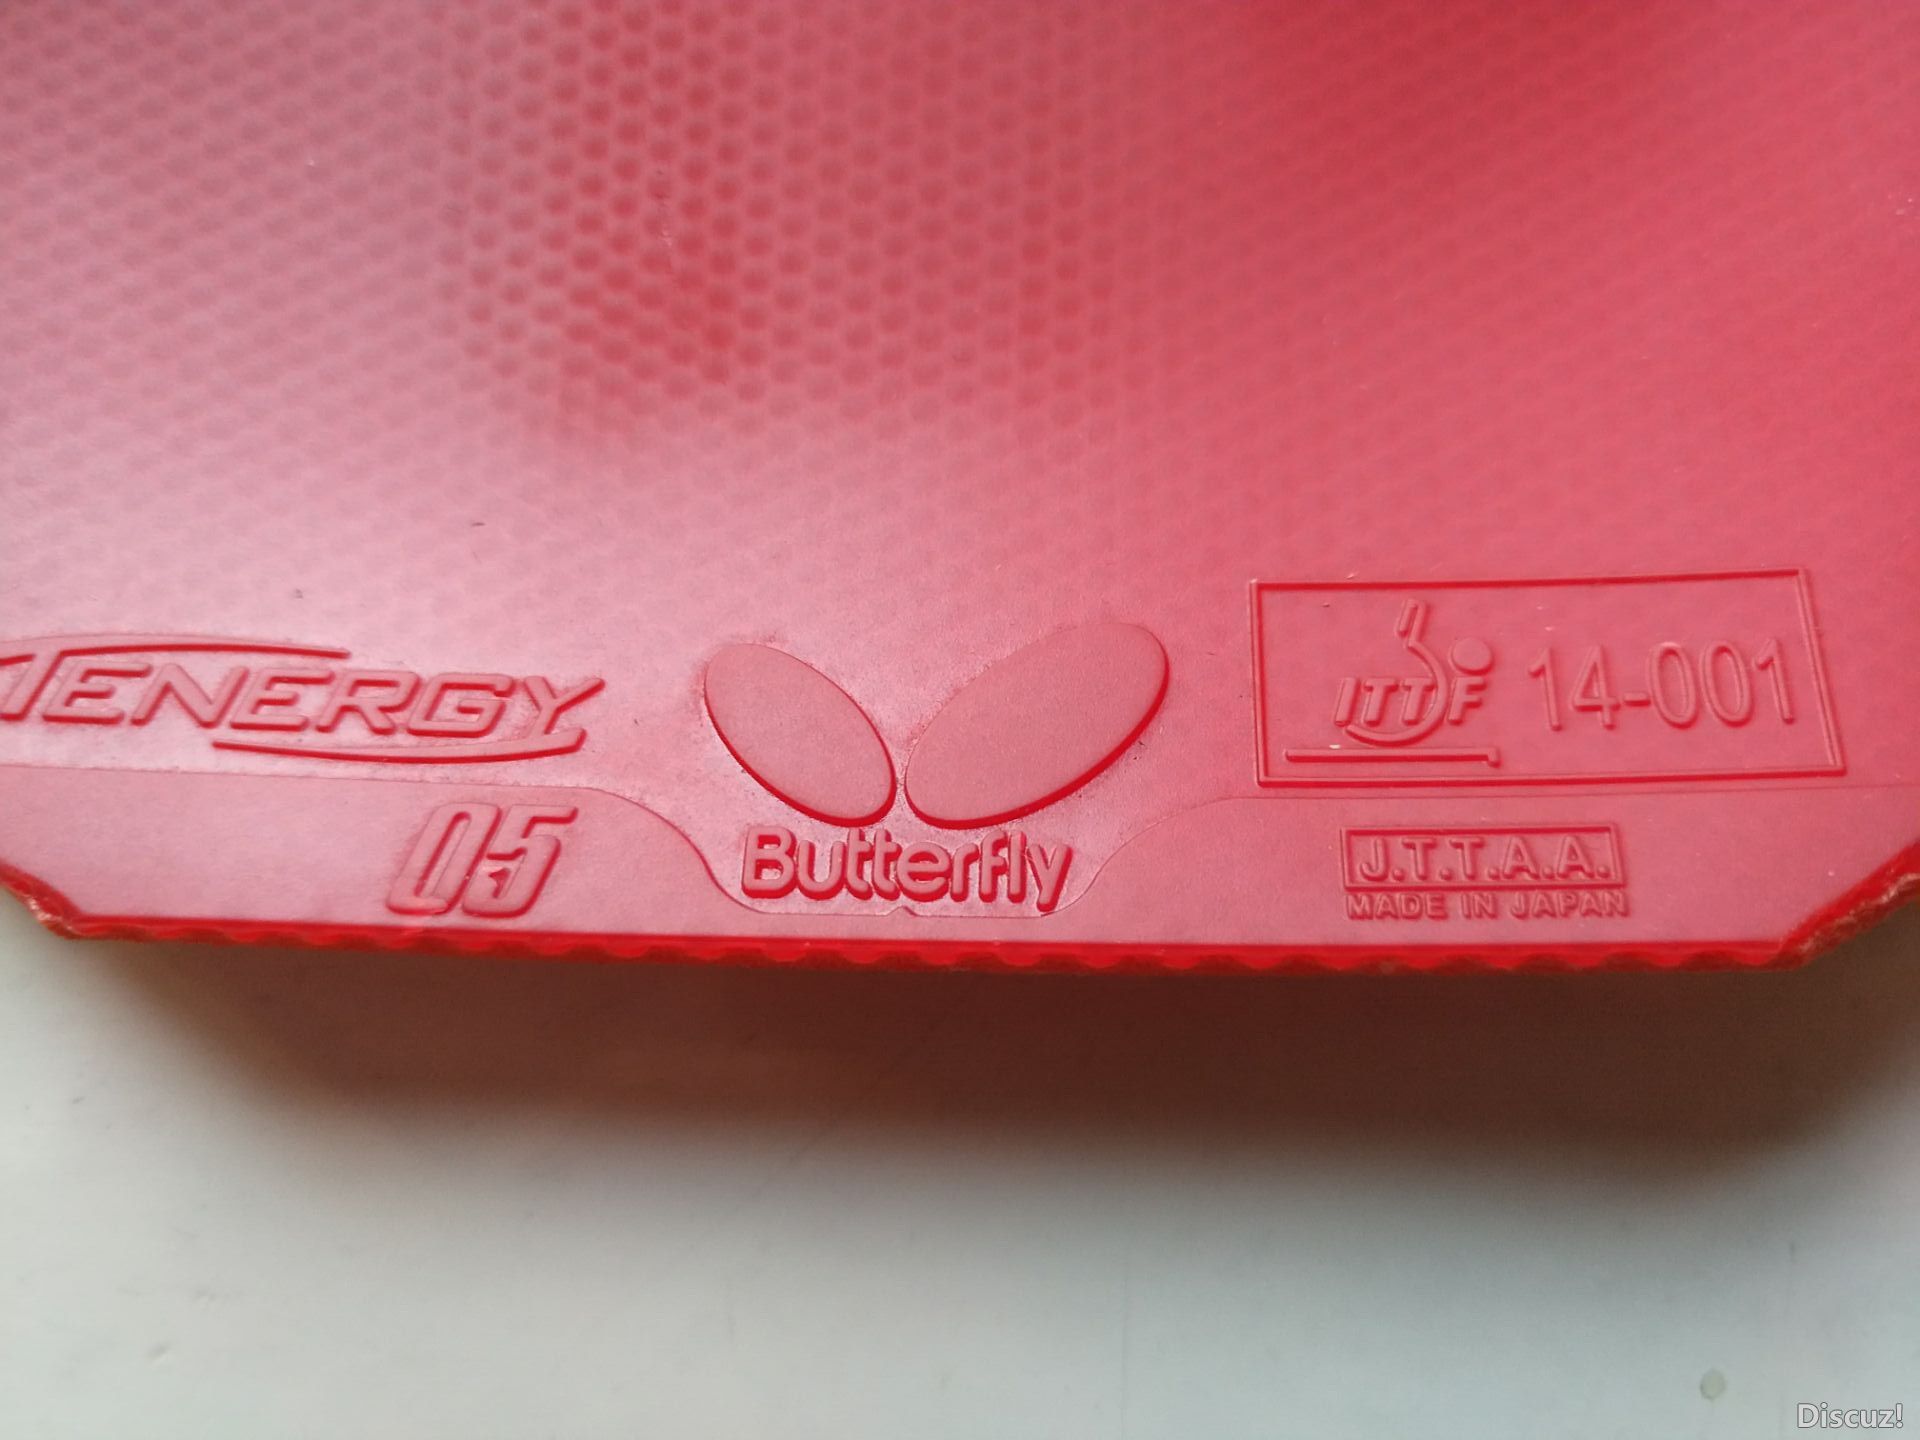 TENERGY
05
Butterfly
ITTF 14-001
J.T.T.A.A.
MADE IN JAPAN
Discuz!